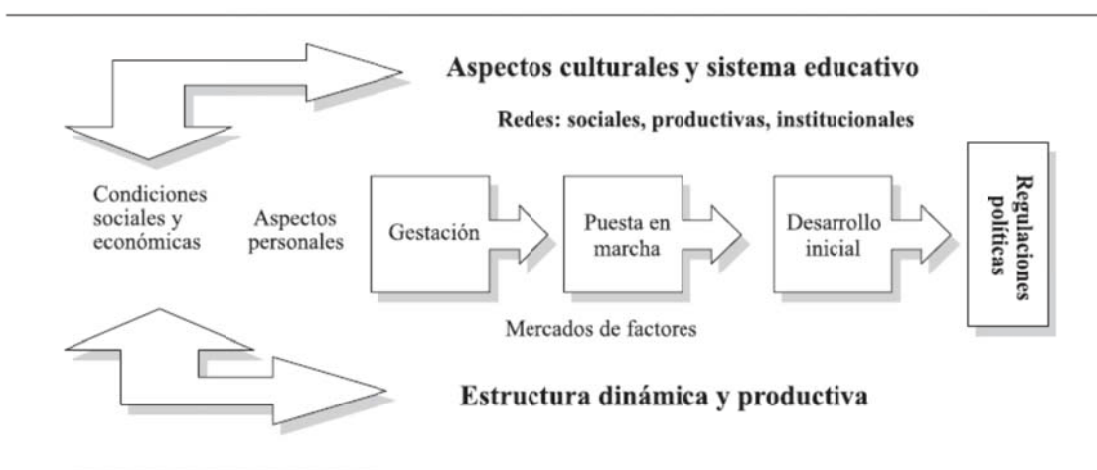 Aspectos culturales y sistema educativo
Redes: sociales, productivas, institucionales
Condiciones
sociales y
económicas
Aspectos
personales
Gestación
Puesta en
marcha
Desarrollo
inicial
Regulaciones
políticas
Mercados de factores
Estructura dinámica y productiva